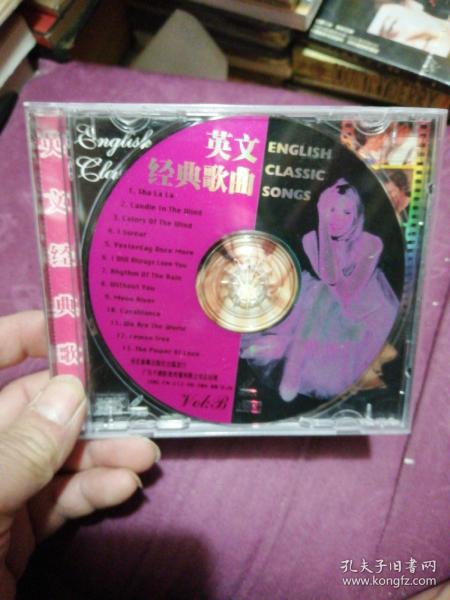 English
Cla
英文经典歌
英文
经典歌曲
ENGLISH
CLASSIC
SONGS
1. Sha La La
2. Candle In The Wind
3. Colors Of The Wind
4. I Swear
5. Yesterday Once More
6. I Will Always Love You
7. Rhythm Of The Rain
8. Without You
9. Moon River
10. Casablanca
11. We Are The World
12. Lemon Tree
13. The Power Of Love
Vol:B
孔夫子旧书网
www.kongfz.com